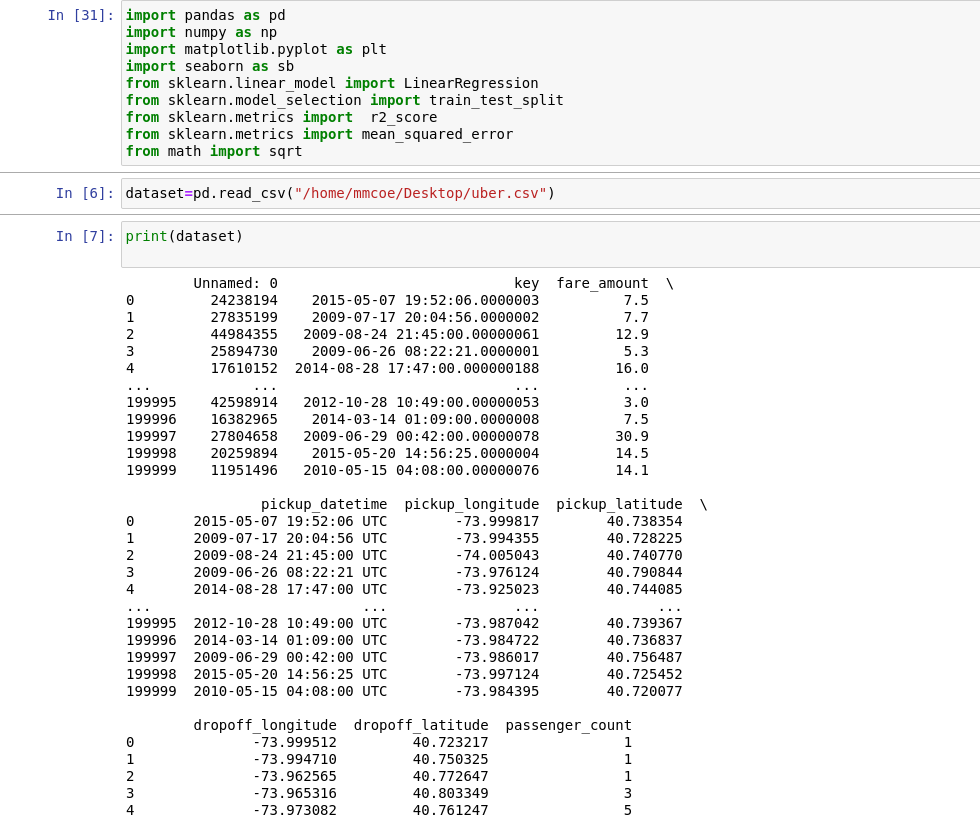 In [31]: import pandas as pd
import numpy as np
import matplotlib.pyplot as plt
import seaborn as sb
from sklearn.linear_model import LinearRegression
from sklearn.model_selection import train_test_split
from sklearn.metrics import  r2_score
from sklearn.metrics import mean_squared_error
from math import sqrt
In [6]: dataset=pd.read_csv("/home/mmcoe/Desktop/uber.csv")
In [7]: print(dataset)
Unnamed: 0                            key  fare_amount  \
0         24238194    2015-05-07 19:52:06.0000003          7.5
1         27835199    2009-07-17 20:04:56.0000002          7.7
2         44984355   2009-08-24 21:45:00.00000061         12.9
3         25894730    2009-06-26 08:22:21.0000001          5.3
4         17610152  2014-08-28 17:47:00.000000188         16.0
...            ...                            ...          ...
199995    42598914   2012-10-28 10:49:00.00000053          3.0
199996    16382965    2014-03-14 01:09:00.0000008          7.5
199997    27804658   2009-06-29 00:42:00.00000078         30.9
199998    20259894    2015-05-20 14:56:25.0000004         14.5
199999    11951496   2010-05-15 04:08:00.00000076         14.1
pickup_datetime  pickup_longitude  pickup_latitude  \
0       2015-05-07 19:52:06 UTC        -73.999817        40.738354
1       2009-07-17 20:04:56 UTC        -73.994355        40.728225
2       2009-08-24 21:45:00 UTC        -74.005043        40.740770
3       2009-06-26 08:22:21 UTC        -73.976124        40.790844
4       2014-08-28 17:47:00 UTC        -73.925023        40.744085
...                         ...               ...              ...
199995  2012-10-28 10:49:00 UTC        -73.987042        40.739367
199996  2014-03-14 01:09:00 UTC        -73.984722        40.736837
199997  2009-06-29 00:42:00 UTC        -73.986017        40.756487
199998  2015-05-20 14:56:25 UTC        -73.997124        40.725452
199999  2010-05-15 04:08:00 UTC        -73.984395        40.720077
dropoff_longitude  dropoff_latitude  passenger_count
0              -73.999512         40.723217                1
1              -73.994710         40.750325                1
2              -73.962565         40.772647                1
3              -73.965316         40.803349                3
4              -73.973082         40.761247                5